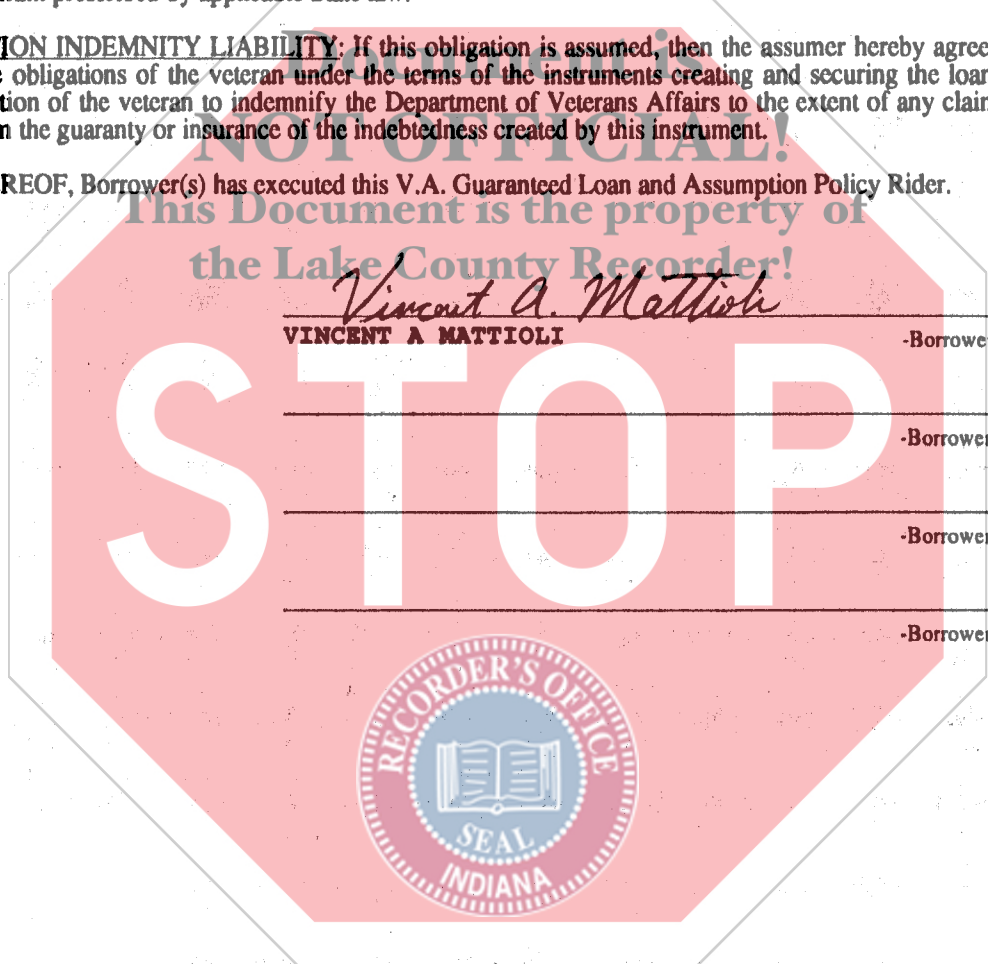 by applicable
ION INDEMNITY LIABILITY: If this obligation is assumed, then the assumer hereby agree
obligations of the veteran under the terms of the instruments creating and securing the loan
tion of the veteran to indemnify the Department of Veterans Affairs to the extent of any claim
the guaranty or insurance of the indebtedness created by this instrument.
REOF, Borrower(s) has executed this V.A. Guaranteed Loan and Assumption Policy Rider.
Document is
NOT OFFICIAL!
This Document is the property of
the Lake County Recorder!
Vincent A. Mattioli
VINCENT A MATTIOLI -Borrowe
-Borrower
-Borrower
-Borrower
STOP
RECORDER'S OFFICE
SEAL
INDIANA